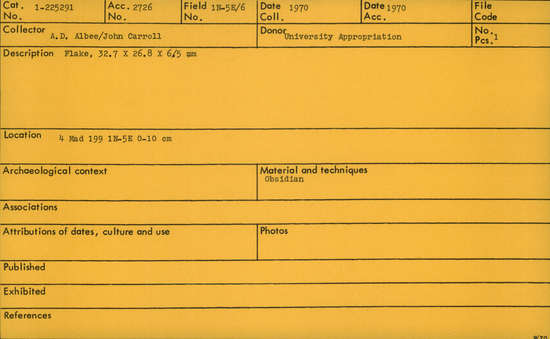 Cat. No. 1-225291 Acc. No. 2726 Field No. 1N-5E/6 Date Coll. 1970 Date Acc. 1970 File Code
Collector A.D. Albee/John Carroll Donor University Appropriation No. Pcs. 1
Description Flake, 32.7 X 26.8 X 6/5 mm
Location 4 Mad 199 1N-5E 0-10 cm
Archaeological context Material and techniques
Obsidian
Associations
Attributions of dates, culture and use Photos
Published
Exhibited
References